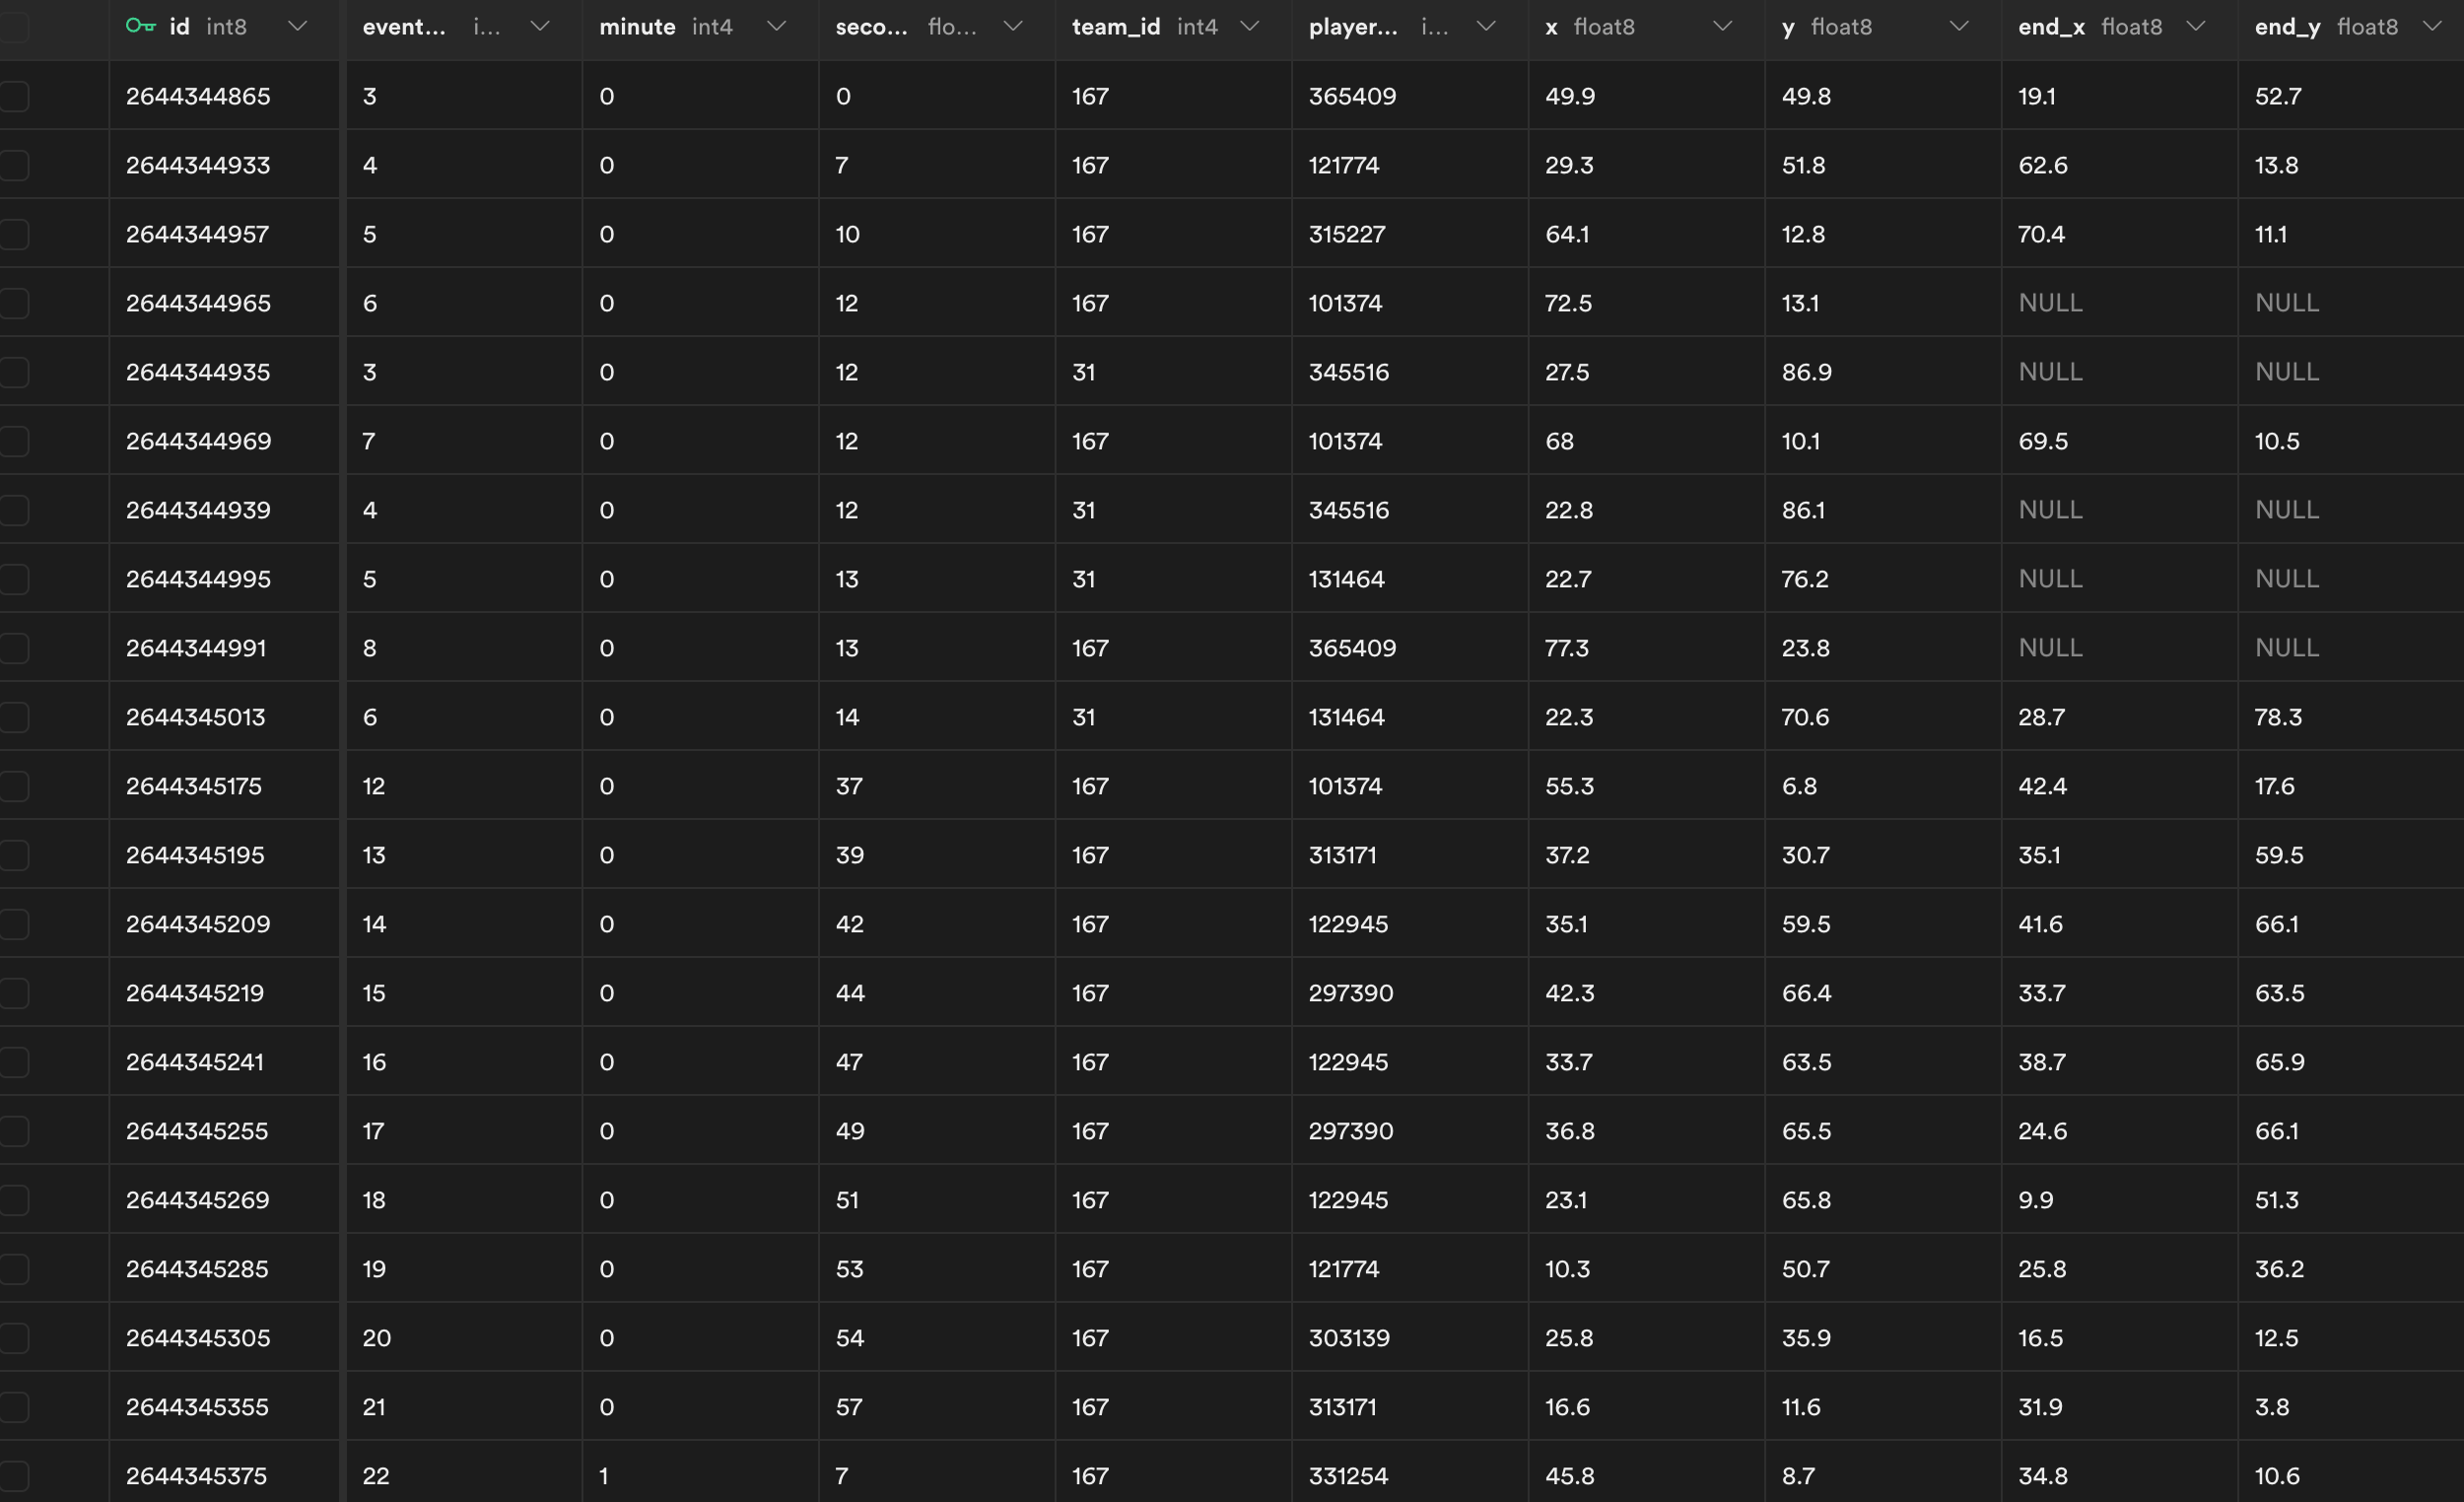 id int8 event... i... minute int4 seco... flo... team_id int4 player... i... x float8 y float8 end_x float8 end_y float8
2644344865 3 0 0 167 365409 49.9 49.8 19.1 52.7
2644344933 4 0 7 167 121774 29.3 51.8 62.6 13.8
2644344957 5 0 10 167 315227 64.1 12.8 70.4 11.1
2644344965 6 0 12 167 101374 72.5 13.1 NULL NULL
2644344935 3 0 12 31 345516 27.5 86.9 NULL NULL
2644344969 7 0 12 167 101374 68 10.1 69.5 10.5
2644344939 4 0 12 31 345516 22.8 86.1 NULL NULL
2644344995 5 0 13 31 131464 22.7 76.2 NULL NULL
2644344991 8 0 13 167 365409 77.3 23.8 NULL NULL
2644345013 6 0 14 31 131464 22.3 70.6 28.7 78.3
2644345175 12 0 37 167 101374 55.3 6.8 42.4 17.6
2644345195 13 0 39 167 313171 37.2 30.7 35.1 59.5
2644345209 14 0 42 167 122945 35.1 59.5 41.6 66.1
2644345219 15 0 44 167 297390 42.3 66.4 33.7 63.5
2644345241 16 0 47 167 122945 33.7 63.5 38.7 65.9
2644345255 17 0 49 167 297390 36.8 65.5 24.6 66.1
2644345269 18 0 51 167 122945 23.1 65.8 9.9 51.3
2644345285 19 0 53 167 121774 10.3 50.7 25.8 36.2
2644345305 20 0 54 167 303139 25.8 35.9 16.5 12.5
2644345355 21 0 57 167 313171 16.6 11.6 31.9 3.8
2644345375 22 1 7 167 331254 45.8 8.7 34.8 10.6